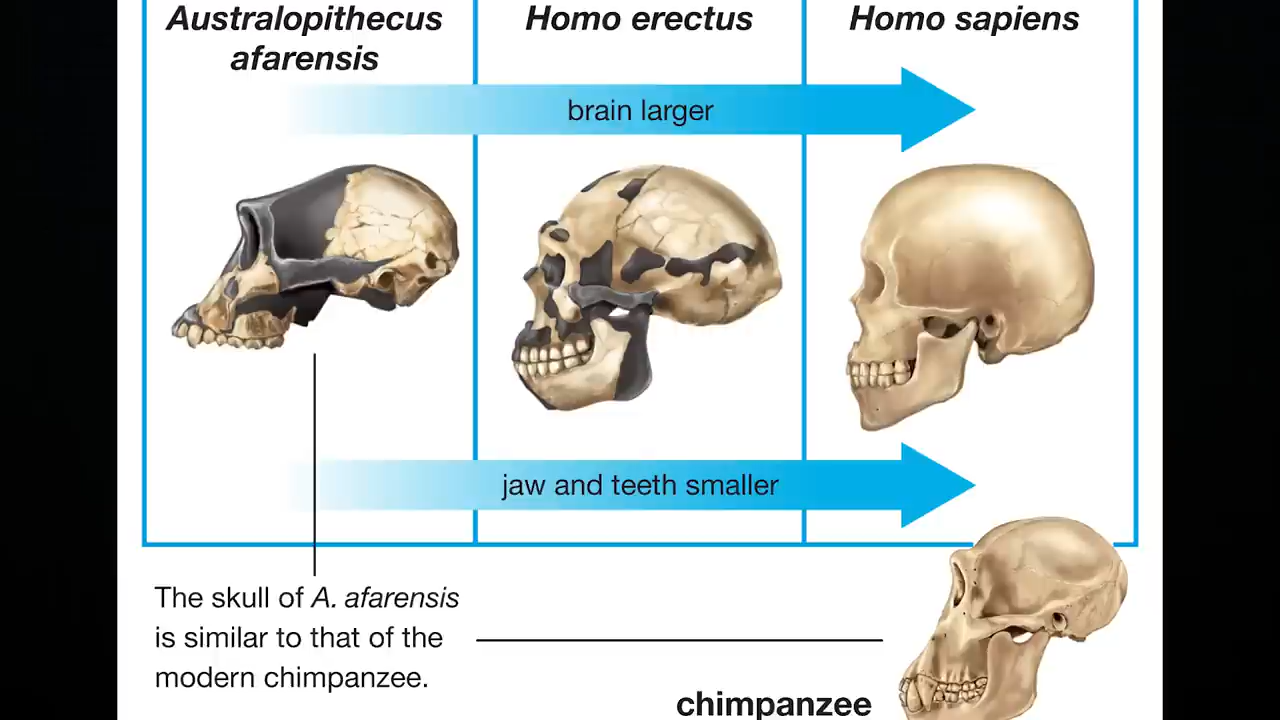 Australopithecus
afarensis
Homo erectus
Homo sapiens
brain larger
jaw and teeth smaller
The skull of A. afarensis
is similar to that of the
modern chimpanzee.
chimpanzee